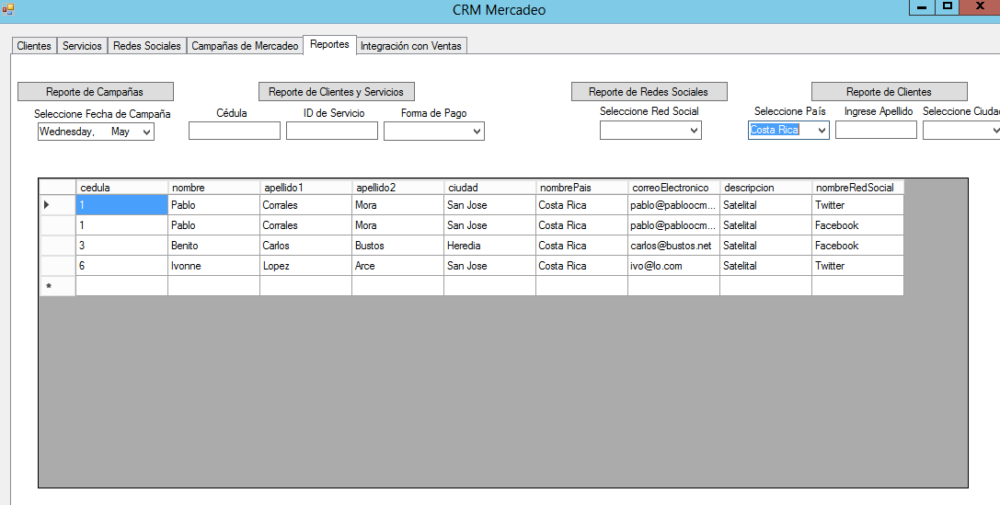 CRM Mercadeo
Clientes Servicios Redes Sociales Campañas de Mercadeo Reportes Integración con Ventas
Reporte de Campañas Reporte de Clientes y Servicios Reporte de Redes Sociales Reporte de Clientes
Seleccione Fecha de Campaña Cédula ID de Servicio Forma de Pago Seleccione Red Social Seleccione País Ingrese Apellido Seleccione Ciudad
Wednesday, May Costa Rica
cedula nombre apellido1 apellido2 ciudad nombrePais correoElectronico descripcion nombreRedSocial
1 Pablo Corrales Mora San Jose Costa Rica pablo@pabloocm... Satelital Twitter
1 Pablo Corrales Mora San Jose Costa Rica pablo@pabloocm... Satelital Facebook
3 Benito Carlos Bustos Heredia Costa Rica carlos@bustos.net Satelital Facebook
6 Ivonne Lopez Arce San Jose Costa Rica ivo@lo.com Satelital Twitter